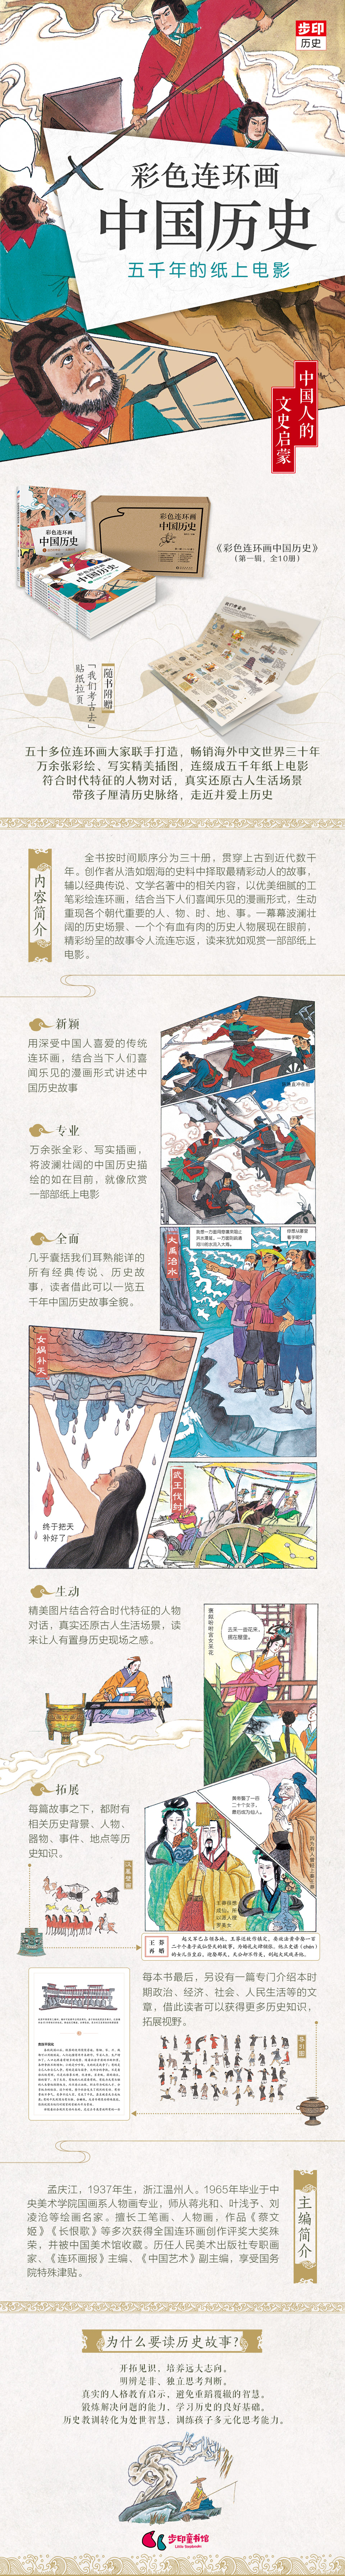 步印
历史
彩色连环画
中国历史
五千年的纸上电影
中国人的
文史启蒙
彩色连环画
中国历史
彩色连环画
中国历史
《彩色连环画中国历史》
（第一辑，全10册）
随书附赠
「我们考古去」
贴纸拉页
五十多位连环画大家联手打造，畅销海外中文世界三十年
万余张彩绘、写实精美插图，连缀成五千年纸上电影
符合时代特征的人物对话，真实还原古人生活场景
带孩子厘清历史脉络，走近并爱上历史
内容简介
全书按时间顺序分为三十册，贯穿上古到近代数千
年。创作者从浩如烟海的史料中择取最精彩动人的故事，
辅以经典传说、文学名著中的相关内容，以优美细腻的工
笔彩绘连环画，结合当下人们喜闻乐见的漫画形式，生动
重现各个朝代重要的人、物、时、地、事。一幕幕波澜壮
阔的历史场景、一个个有血有肉的历史人物展现在眼前，
精彩纷呈的故事令人流连忘返，读来犹如观赏一部部纸上
电影。
新颖
用深受中国人喜爱的传统
连环画，结合当下人们喜
闻乐见的漫画形式讲述中
国历史故事
专业
万余张全彩、写实插画，
将波澜壮阔的中国历史描
绘的如在目前，就像欣赏
一部部纸上电影
全面
几乎囊括我们耳熟能详的
所有经典传说、历史故
事，读者借此可以一览五
千年中国历史故事全貌。
大禹治水
女娲补天
终于把天
补好了
武王伐纣
生动
精美图片结合符合时代特征的人物
对话，真实还原古人生活场景，读
来让人有置身历史现场之感。
拓展
每篇故事之下，都附有
相关历史背景、人物、
器物、事件、地点等历
史知识。
王莽
再婚
每本书最后，另设有一篇专门介绍本时
期政治、经济、社会、人民生活等的文
章，借此读者可以获得更多历史知识，
拓展视野。
主编简介
孟庆江，1937年生，浙江温州人。1965年毕业于中
央美术学院国画系人物画专业，师从蒋兆和、叶浅予、刘
凌沧等绘画名家。擅长工笔画、人物画，作品《蔡文
姬》《长恨歌》等多次获得全国连环画创作评奖大奖殊
荣，并被中国美术馆收藏。历任人民美术出版社专职画
家、《连环画报》主编、《中国艺术》副主编，享受国务
院特殊津贴。
为什么要读历史故事?
开拓见识，培养远大志向。
明辨是非、独立思考判断。
真实的人格教育启示、避免重蹈覆辙的智慧。
锻炼解决问题的能力，学习历史的良好基础。
历史教训转化为处世智慧，训练孩子多元化思考能力。
步印童书馆